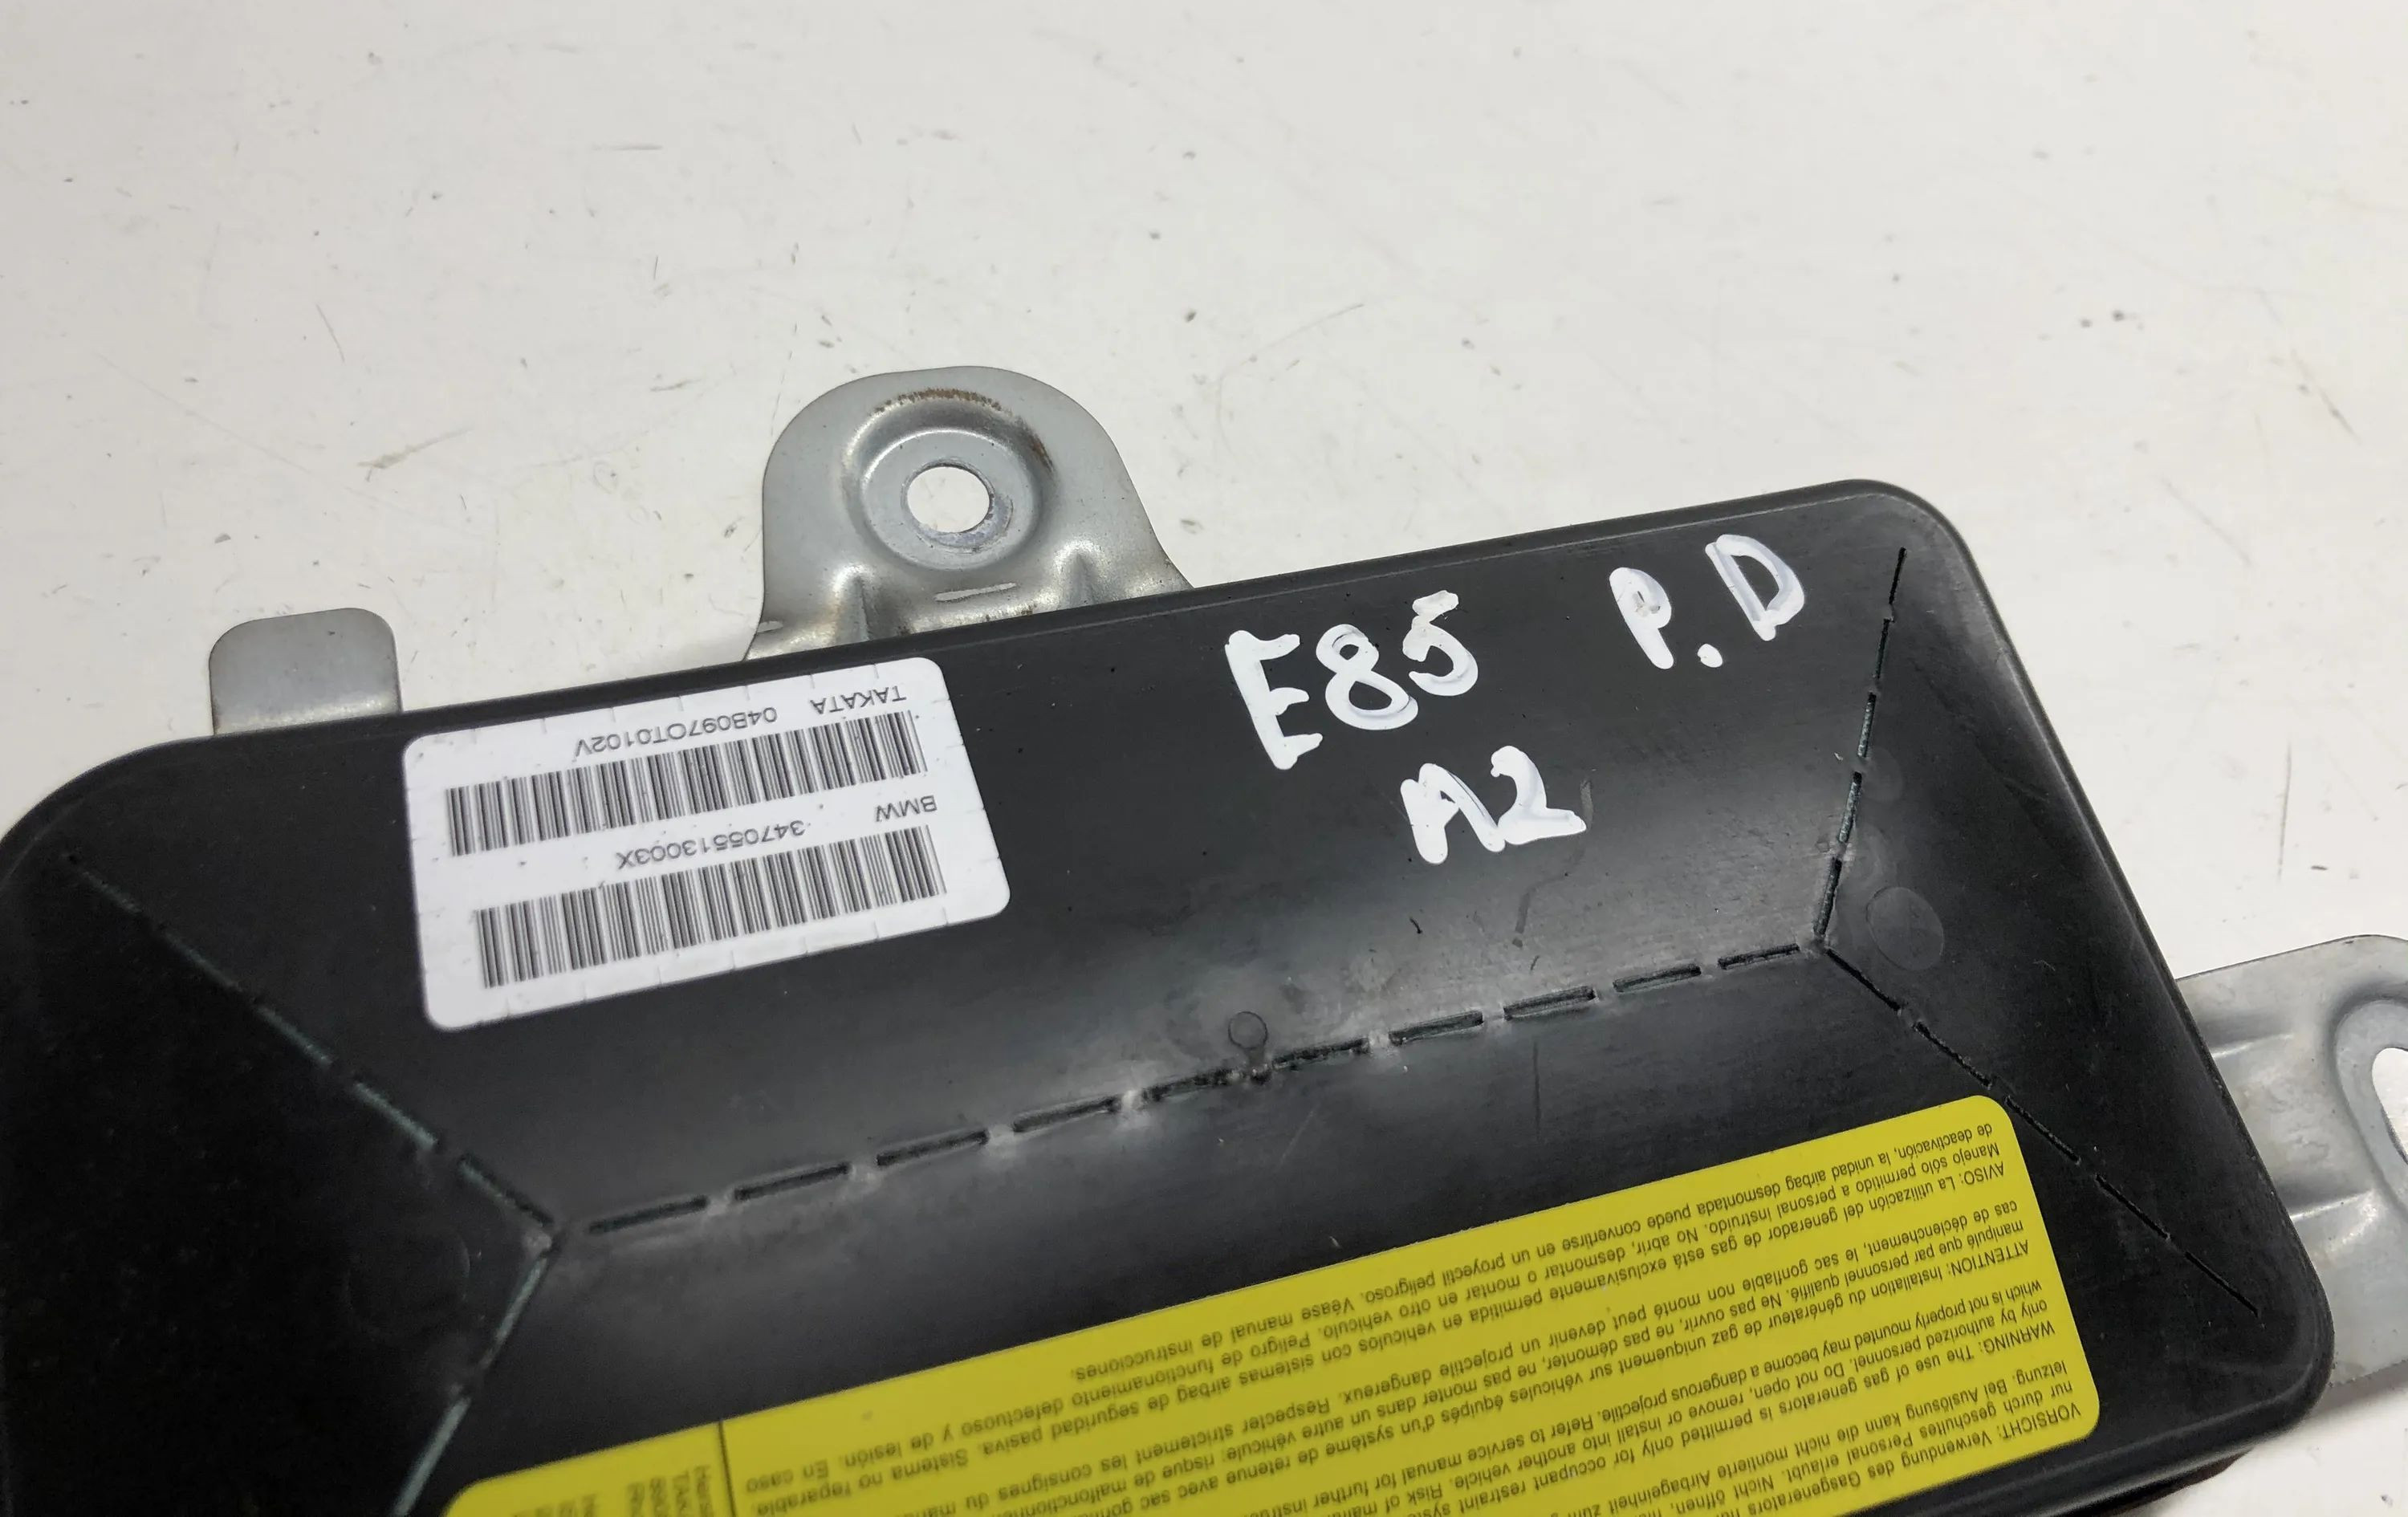 E85 P.D
A2
TAKATA 04B097OT0102V
BMW 34705513003X
VORSICHT: Verwendung des Gasgenerators
nur durch geschultes Personal erlaubt. Nicht öffnen,
letzung. Bei Auslösung kann die nicht montierte Airbageinheit zum
WARNING: The use of gas generators is permitted only for occupant restraint
only by authorized personnel. Do not open, remove or install into another vehicle. Risk of
which is not properly mounted may become a dangerous projectile. Refer to service manual for further
ATTENTION: Installation du générateur de gaz uniquement sur véhicules équipés d'un système de retenue avec sac
manipulé que par personnel qualifié. Ne pas ouvrir, ne pas démonter, ne pas monter dans un autre véhicule: risque de
cas de déclenchement, le sac gonflable non monté peut devenir un projectile dangereux. Respecter strictement les consignes du
AVISO: La utilización del generador de gas está exclusivamente permitida en vehículos con sistemas airbag de seguridad pasiva. Sistema no reparable.
Manejo sólo permitido a personal instruido. No abrir, desmontar o montar en otro vehículo. Peligro de funcionamiento defectuoso y de lesión. En caso
de deactivación, la unidad airbag desmontada puede convertirse en un proyectil peligroso. Véase manual de instrucciones.